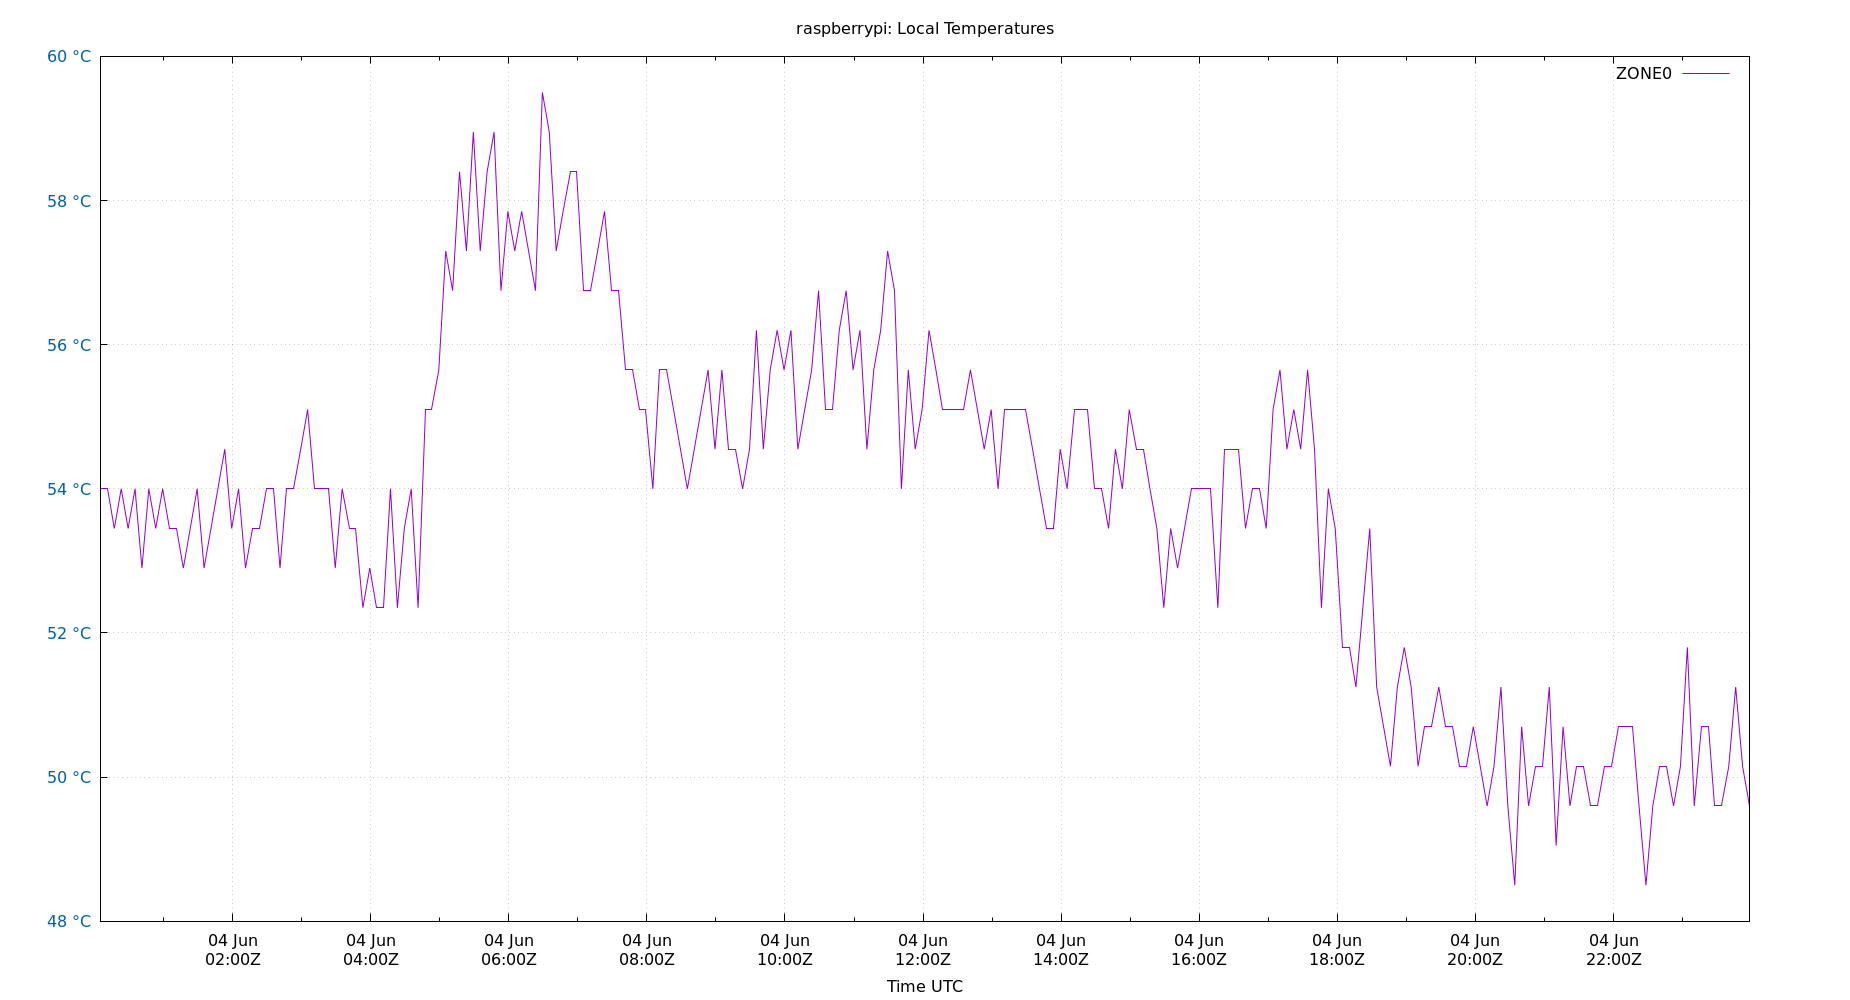 raspberrypi: Local Temperatures
60 °C
ZONE0
58 °C
56 °C
54 °C
52 °C
50 °C
48 °C
04 Jun 04 Jun 04 Jun 04 Jun 04 Jun 04 Jun 04 Jun 04 Jun 04 Jun 04 Jun 04 Jun
02:00Z 04:00Z 06:00Z 08:00Z 10:00Z 12:00Z 14:00Z 16:00Z 18:00Z 20:00Z 22:00Z
Time UTC